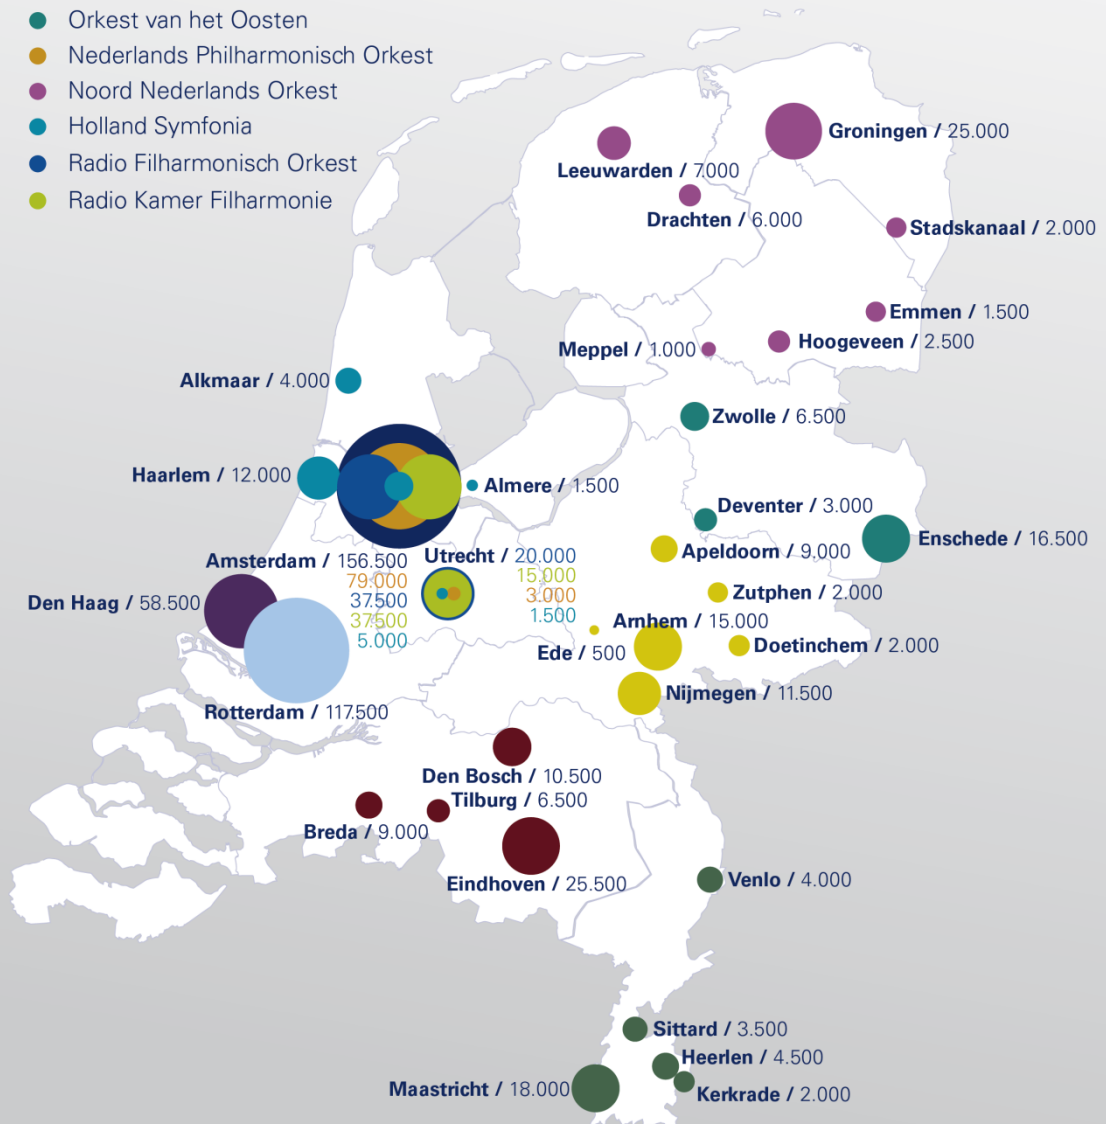 Orkest van het Oosten
Nederlands Philharmonisch Orkest
Noord Nederlands Orkest
Holland Symfonia
Radio Filharmonisch Orkest
Radio Kamer Filharmonie
Groningen / 25.000
Leeuwarden / 7.000
Drachten / 6.000
Stadskanaal / 2.000
Emmen / 1.500
Hoogeveen / 2.500
Meppel / 1.000
Alkmaar / 4.000
Zwolle / 6.500
Haarlem / 12.000
Almere / 1.500
Deventer / 3.000
Enschede / 16.500
Apeldoorn / 9.000
Amsterdam / 156.500
79.000
37.500
37.500
5.000
Utrecht / 20.000
15.000
3.000
1.500
Zutphen / 2.000
Den Haag / 58.500
Arnhem / 15.000
Ede / 500
Doetinchem / 2.000
Nijmegen / 11.500
Rotterdam / 117.500
Den Bosch / 10.500
Tilburg / 6.500
Breda / 9.000
Eindhoven / 25.500
Venlo / 4.000
Sittard / 3.500
Heerlen / 4.500
Maastricht / 18.000
Kerkrade / 2.000